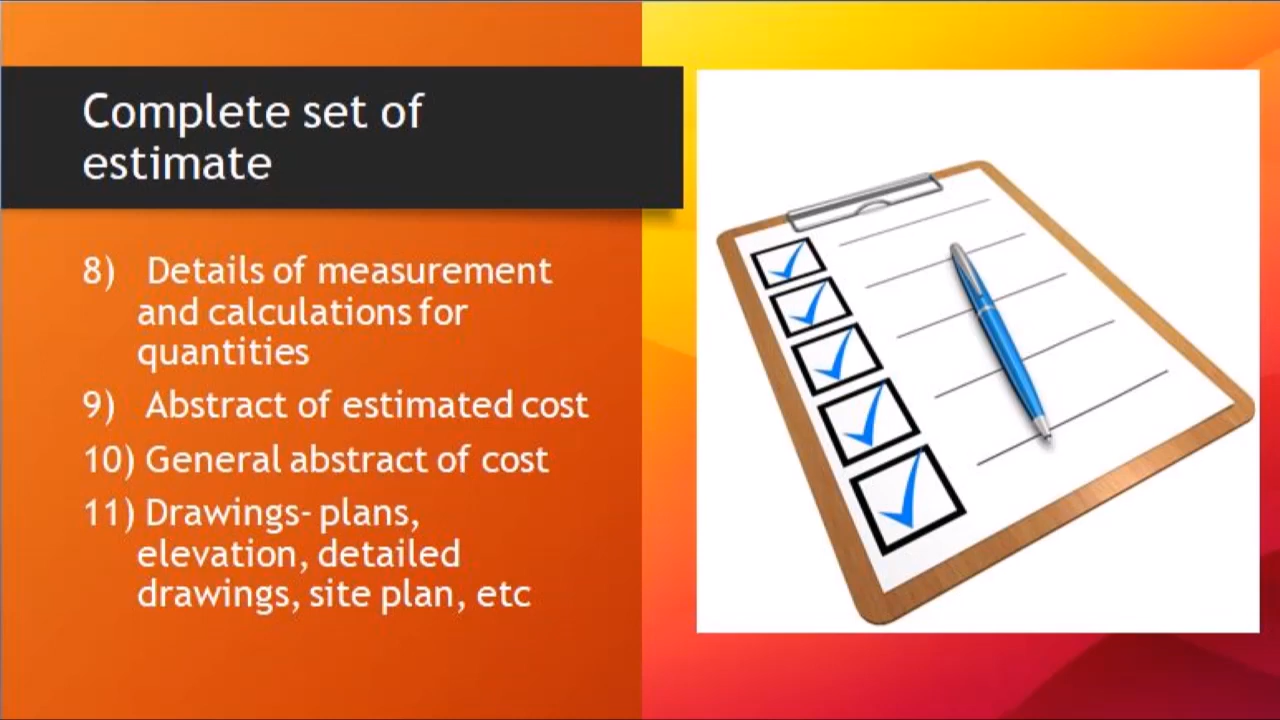 Complete set of
estimate
8) Details of measurement
and calculations for
quantities
9) Abstract of estimated cost
10) General abstract of cost
11) Drawings- plans,
elevation, detailed
drawings, site plan, etc